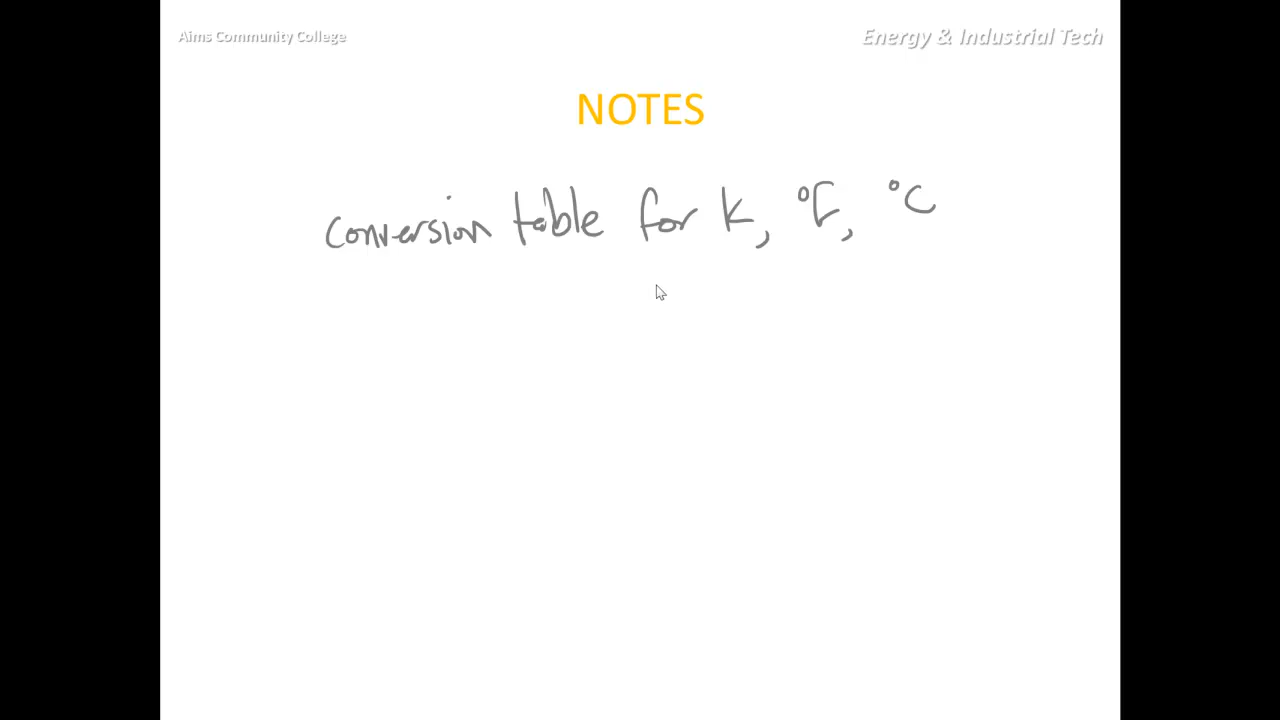 Aims Community College
Energy & Industrial Tech
NOTES
conversion table for K, °F, °C